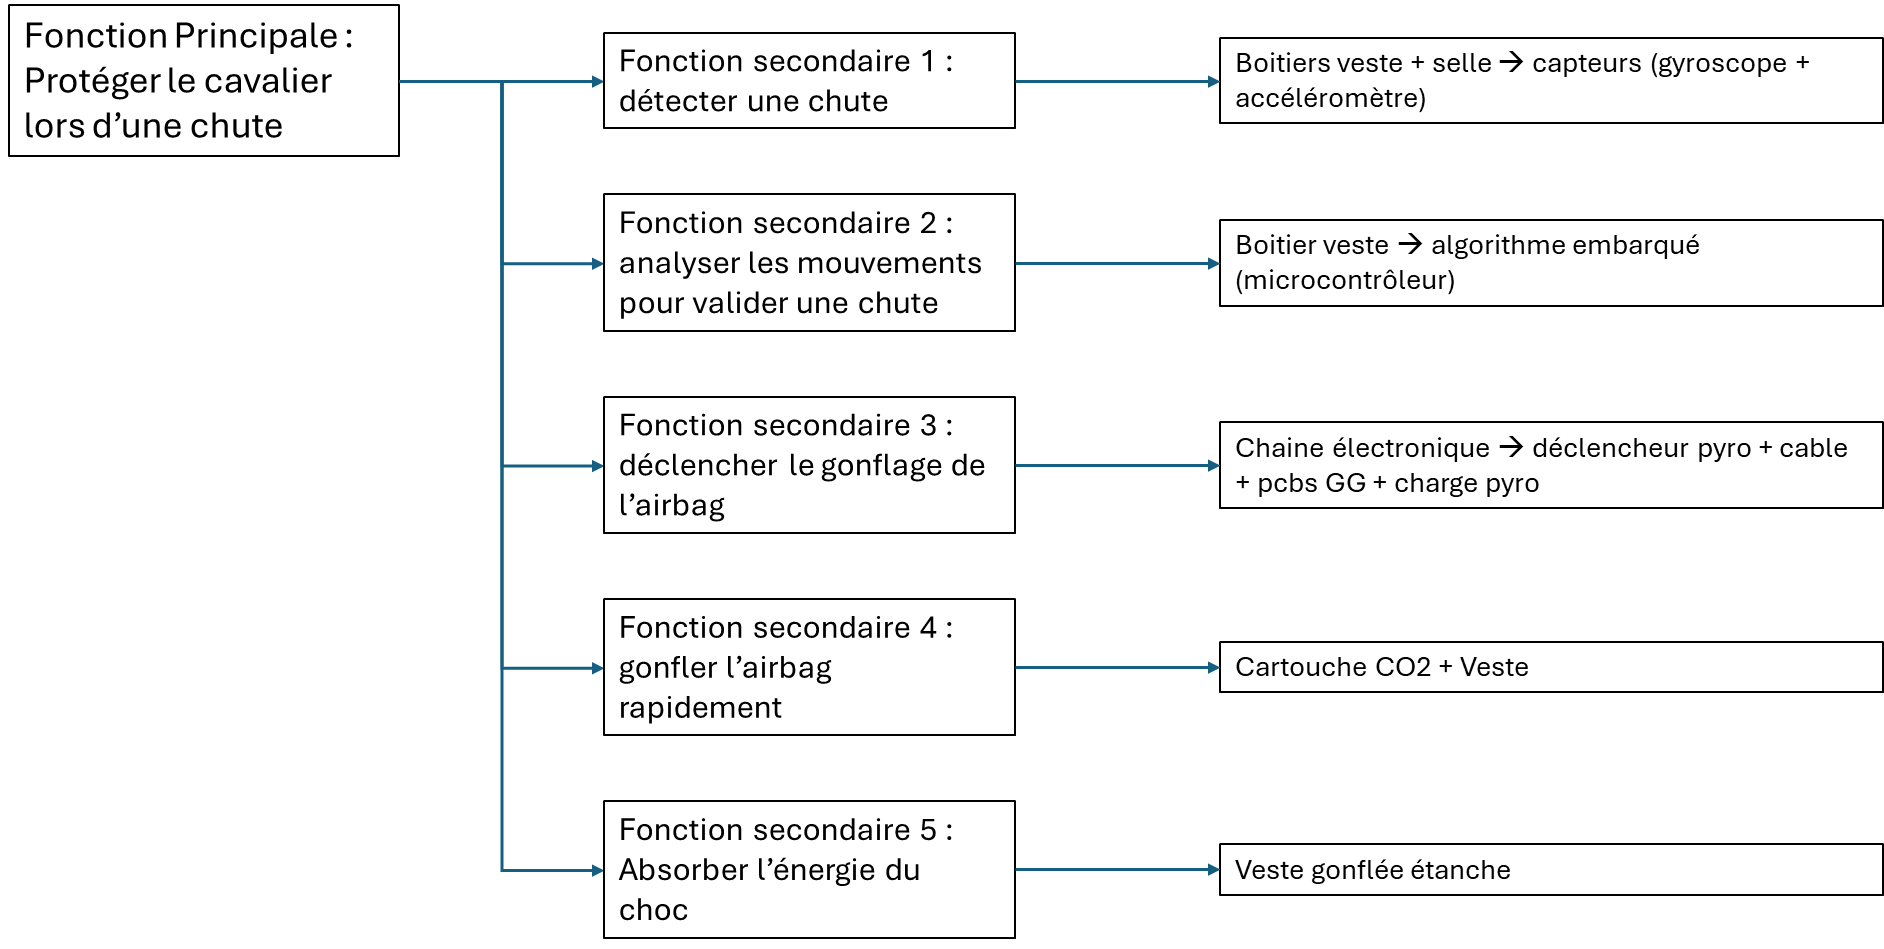 Fonction Principale :
Protéger le cavalier
lors d’une chute
Fonction secondaire 1 :
détecter une chute
Boitiers veste + selle → capteurs (gyroscope +
accéléromètre)
Fonction secondaire 2 :
analyser les mouvements
pour valider une chute
Boitier veste → algorithme embarqué
(microcontrôleur)
Fonction secondaire 3 :
déclencher le gonflage de
l’airbag
Chaine électronique → déclencheur pyro + cable
+ pcbs GG + charge pyro
Fonction secondaire 4 :
gonfler l’airbag
rapidement
Cartouche CO2 + Veste
Fonction secondaire 5 :
Absorber l’énergie du
choc
Veste gonflée étanche